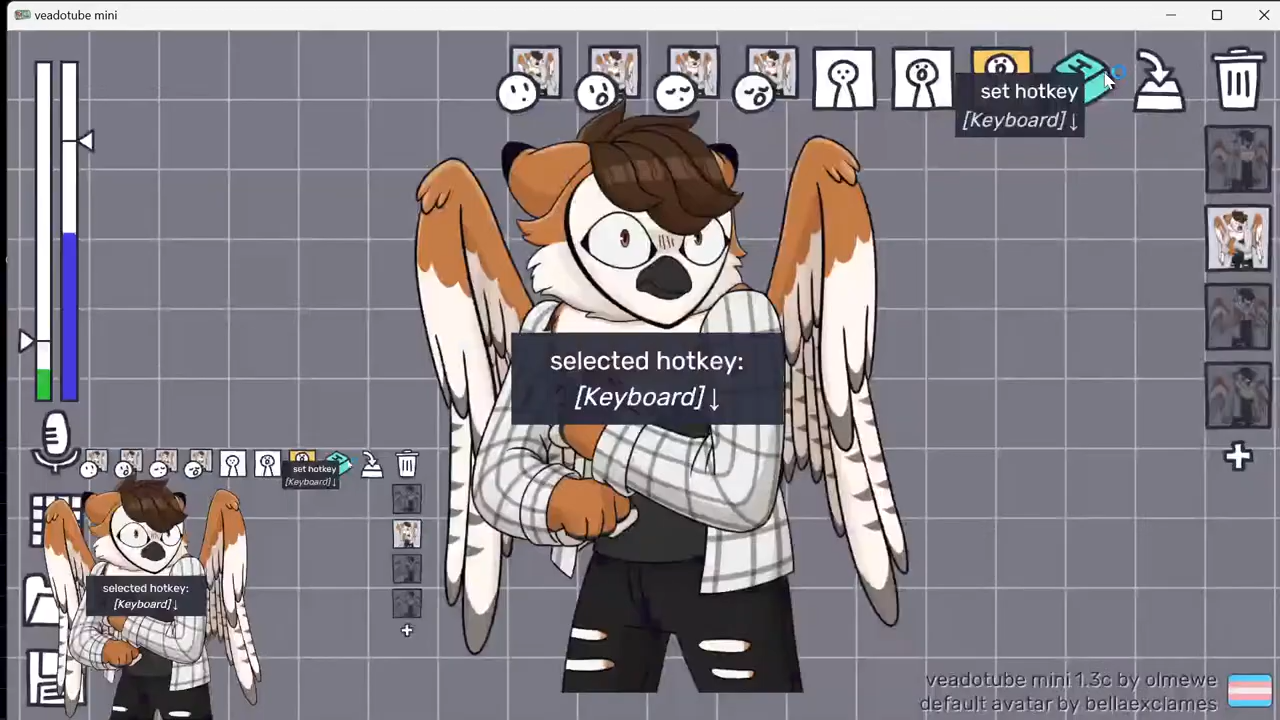 veadotube mini
set hotkey
[Keyboard] ↓
selected hotkey:
[Keyboard] ↓
set hotkey
[Keyboard] ↓
selected hotkey:
[Keyboard] ↓
veadotube mini 1.3c by olmewe
default avatar by bellaexclames